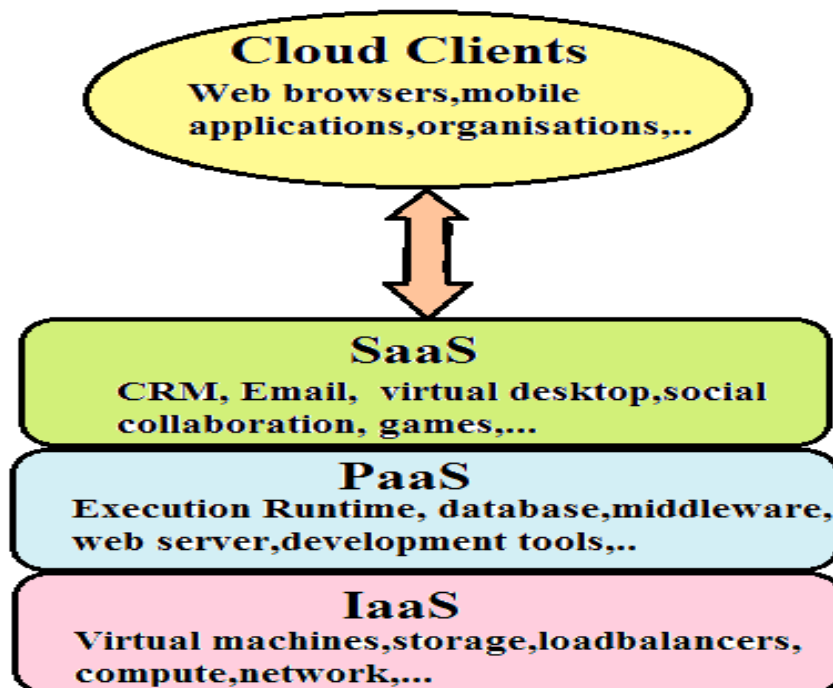 Cloud Clients
Web browsers,mobile
applications,organisations,..
SaaS
CRM, Email, virtual desktop,social
collaboration, games,...
PaaS
Execution Runtime, database,middleware,
web server,development tools,..
IaaS
Virtual machines,storage,loadbalancers,
compute,network,...